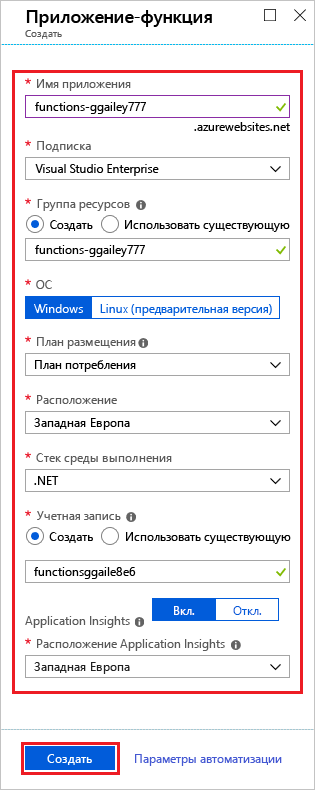 Приложение-функция
Создать
* Имя приложения
functions-ggailey777
.azurewebsites.net
* Подписка
Visual Studio Enterprise
* Группа ресурсов
Создать Использовать существующую
functions-ggailey777
* ОС
Windows Linux (предварительная версия)
* План размещения
План потребления
* Расположение
Западная Европа
* Стек среды выполнения
.NET
* Учетная запись
Создать Использовать существующую
functionsggaile8e6
Вкл. Откл.
Application Insights
* Расположение Application Insights
Западная Европа
Создать Параметры автоматизации